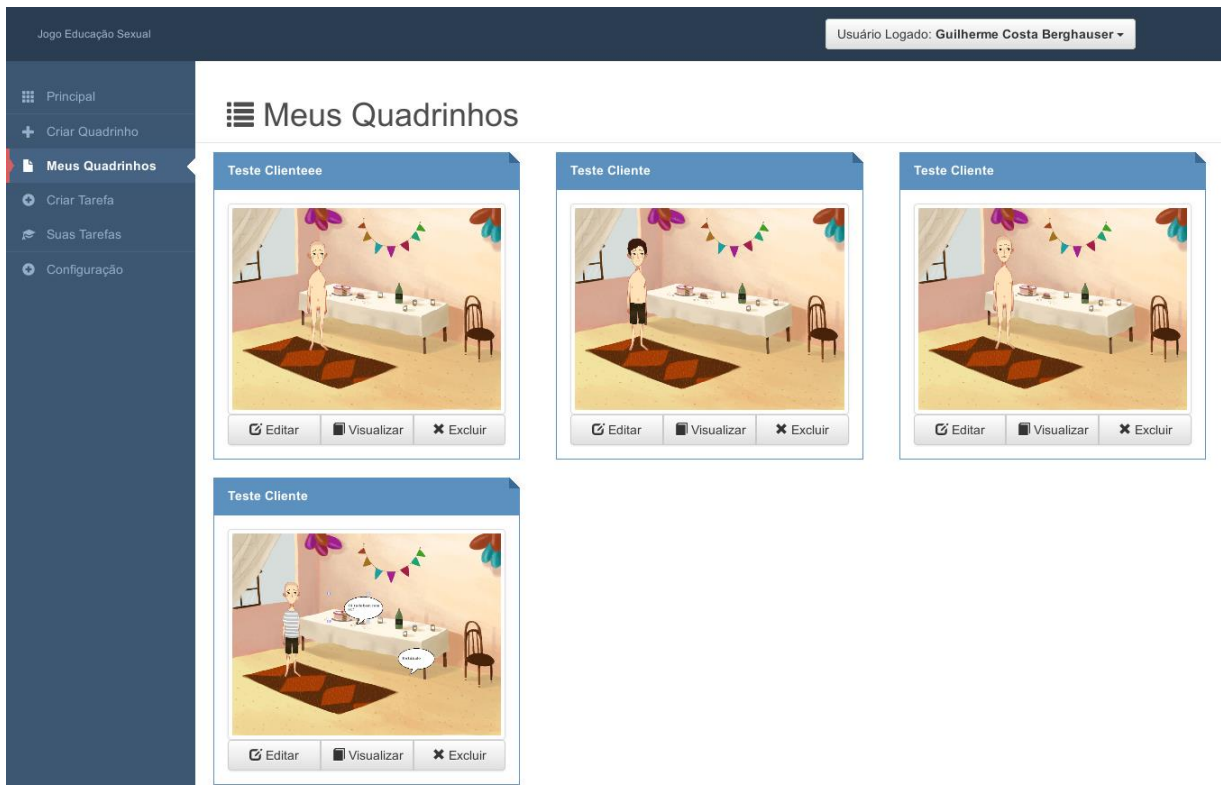 Jogo Educação Sexual
Usuário Logado: Guilherme Costa Berghauser
Principal
Criar Quadrinho
Meus Quadrinhos
Criar Tarefa
Suas Tarefas
Configuração
Meus Quadrinhos
Teste Clienteee
Editar Visualizar Excluir
Teste Cliente
Editar Visualizar Excluir
Teste Cliente
Editar Visualizar Excluir
Teste Cliente
Editar Visualizar Excluir